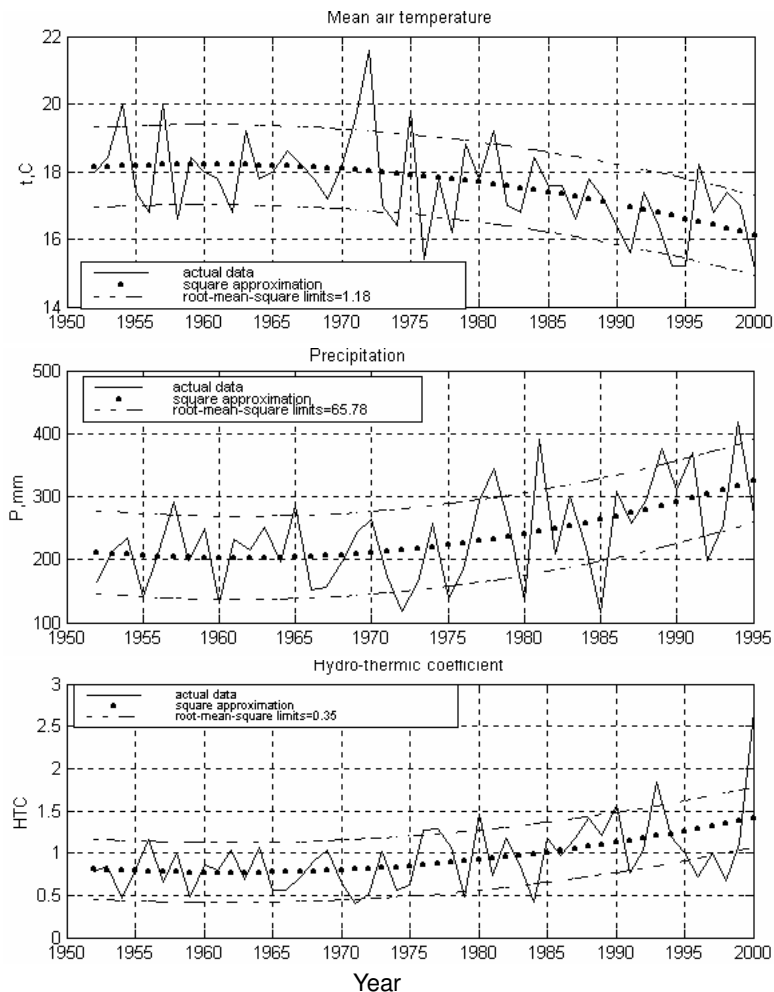 Mean air temperature
22
20
18
16
14
t,C
actual data
square approximation
root-mean-square limits=1.18
1950 1955 1960 1965 1970 1975 1980 1985 1990 1995 2000
Precipitation
500
400
300
200
100
P,mm
actual data
square approximation
root-mean-square limits=65.78
1950 1955 1960 1965 1970 1975 1980 1985 1990 1995
Hydro-thermic coefficient
3
2.5
2
1.5
1
0.5
0
HTC
actual data
square approximation
root-mean-square limits=0.35
1950 1955 1960 1965 1970 1975 1980 1985 1990 1995 2000
Year